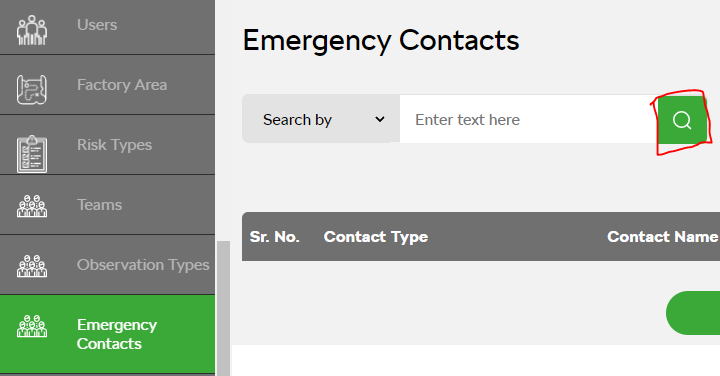 Users
Factory Area
Risk Types
Teams
Observation Types
Emergency
Contacts
Emergency Contacts
Search by
Enter text here
Sr. No. Contact Type Contact Name